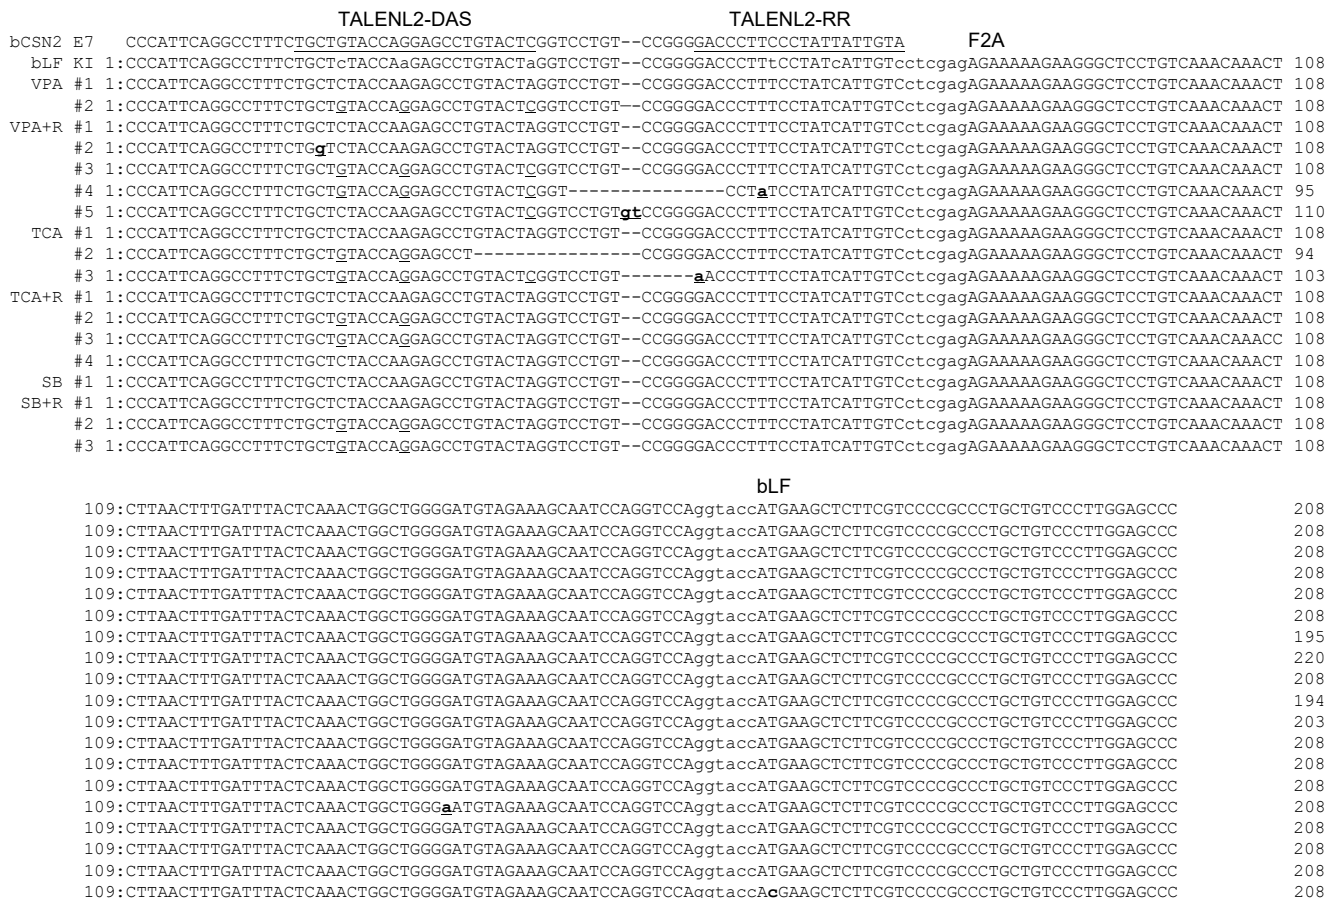 TALENL2-DAS TALENL2-RR
bCSN2 E7 CCCATTCAGGCCTTTCTGCTGTACCAGGAGCCTGTACTCGGTCCTGT--CCGGGGACCCTTCCCTATTATTGTA F2A
bLF KI 1:CCCATTCAGGCCTTTCTGCTcTACCAaGAGCCTGTACTaGGTCCTGT--CCGGGGACCCTTtCCTATcATTGTcctcgagAGAAAAAGAAGGGCTCCTGTCAAACAAACT 108
VPA #1 1:CCCATTCAGGCCTTTCTGCTCTACCAAGAGCCTGTACTAGGTCCTGT--CCGGGGACCCTTTCCTATCATTGTCctcgagAGAAAAAGAAGGGCTCCTGTCAAACAAACT 108
#2 1:CCCATTCAGGCCTTTCTGCTGTACCAGGAGCCTGTACTCGGTCCTGT--CCGGGGACCCTTTCCTATCATTGTCctcgagAGAAAAAGAAGGGCTCCTGTCAAACAAACT 108
VPA+R #1 1:CCCATTCAGGCCTTTCTGCTCTACCAAGAGCCTGTACTAGGTCCTGT--CCGGGGACCCTTTCCTATCATTGTCctcgagAGAAAAAGAAGGGCTCCTGTCAAACAAACT 108
#2 1:CCCATTCAGGCCTTTCTGgTCTACCAAGAGCCTGTACTAGGTCCTGT--CCGGGGACCCTTTCCTATCATTGTCctcgagAGAAAAAGAAGGGCTCCTGTCAAACAAACT 108
#3 1:CCCATTCAGGCCTTTCTGCTGTACCAGGAGCCTGTACTCGGTCCTGT--CCGGGGACCCTTTCCTATCATTGTCctcgagAGAAAAAGAAGGGCTCCTGTCAAACAAACT 108
#4 1:CCCATTCAGGCCTTTCTGCTGTACCAGGAGCCTGTACTCGGT---------------CCTaTCCTATCATTGTCctcgagAGAAAAAGAAGGGCTCCTGTCAAACAAACT 95
#5 1:CCCATTCAGGCCTTTCTGCTCTACCAAGAGCCTGTACTCGGTCCTGTgtCCGGGGACCCTTTCCTATCATTGTCctcgagAGAAAAAGAAGGGCTCCTGTCAAACAAACT 110
TCA #1 1:CCCATTCAGGCCTTTCTGCTCTACCAAGAGCCTGTACTAGGTCCTGT--CCGGGGACCCTTTCCTATCATTGTCctcgagAGAAAAAGAAGGGCTCCTGTCAAACAAACT 108
#2 1:CCCATTCAGGCCTTTCTGCTGTACCAGGAGCCT----------------CCGGGGACCCTTTCCTATCATTGTCctcgagAGAAAAAGAAGGGCTCCTGTCAAACAAACT 94
#3 1:CCCATTCAGGCCTTTCTGCTGTACCAGGAGCCTGTACTCGGTCCTGT-------aACCCTTTCCTATCATTGTCctcgagAGAAAAAGAAGGGCTCCTGTCAAACAAACT 103
TCA+R #1 1:CCCATTCAGGCCTTTCTGCTCTACCAAGAGCCTGTACTAGGTCCTGT--CCGGGGACCCTTTCCTATCATTGTCctcgagAGAAAAAGAAGGGCTCCTGTCAAACAAACT 108
#2 1:CCCATTCAGGCCTTTCTGCTGTACCAGGAGCCTGTACTAGGTCCTGT--CCGGGGACCCTTTCCTATCATTGTCctcgagAGAAAAAGAAGGGCTCCTGTCAAACAAACT 108
#3 1:CCCATTCAGGCCTTTCTGCTGTACCAGGAGCCTGTACTAGGTCCTGT--CCGGGGACCCTTTCCTATCATTGTCctcgagAGAAAAAGAAGGGCTCCTGTCAAACAAACC 108
#4 1:CCCATTCAGGCCTTTCTGCTCTACCAAGAGCCTGTACTAGGTCCTGT--CCGGGGACCCTTTCCTATCATTGTCctcgagAGAAAAAGAAGGGCTCCTGTCAAACAAACT 108
SB #1 1:CCCATTCAGGCCTTTCTGCTCTACCAAGAGCCTGTACTAGGTCCTGT--CCGGGGACCCTTTCCTATCATTGTCctcgagAGAAAAAGAAGGGCTCCTGTCAAACAAACT 108
SB+R #1 1:CCCATTCAGGCCTTTCTGCTCTACCAAGAGCCTGTACTAGGTCCTGT--CCGGGGACCCTTTCCTATCATTGTCctcgagAGAAAAAGAAGGGCTCCTGTCAAACAAACT 108
#2 1:CCCATTCAGGCCTTTCTGCTGTACCAGGAGCCTGTACTAGGTCCTGT--CCGGGGACCCTTTCCTATCATTGTCctcgagAGAAAAAGAAGGGCTCCTGTCAAACAAACT 108
#3 1:CCCATTCAGGCCTTTCTGCTGTACCAGGAGCCTGTACTAGGTCCTGT--CCGGGGACCCTTTCCTATCATTGTCctcgagAGAAAAAGAAGGGCTCCTGTCAAACAAACT 108
bLF
109:CTTAACTTTGATTTACTCAAACTGGCTGGGGATGTAGAAAGCAATCCAGGTCCAggtaccATGAAGCTCTTCGTCCCCGCCCTGCTGTCCCTTGGAGCCC 208
109:CTTAACTTTGATTTACTCAAACTGGCTGGGGATGTAGAAAGCAATCCAGGTCCAggtaccATGAAGCTCTTCGTCCCCGCCCTGCTGTCCCTTGGAGCCC 208
109:CTTAACTTTGATTTACTCAAACTGGCTGGGGATGTAGAAAGCAATCCAGGTCCAggtaccATGAAGCTCTTCGTCCCCGCCCTGCTGTCCCTTGGAGCCC 208
109:CTTAACTTTGATTTACTCAAACTGGCTGGGGATGTAGAAAGCAATCCAGGTCCAggtaccATGAAGCTCTTCGTCCCCGCCCTGCTGTCCCTTGGAGCCC 208
109:CTTAACTTTGATTTACTCAAACTGGCTGGGGATGTAGAAAGCAATCCAGGTCCAggtaccATGAAGCTCTTCGTCCCCGCCCTGCTGTCCCTTGGAGCCC 208
109:CTTAACTTTGATTTACTCAAACTGGCTGGGGATGTAGAAAGCAATCCAGGTCCAggtaccATGAAGCTCTTCGTCCCCGCCCTGCTGTCCCTTGGAGCCC 208
109:CTTAACTTTGATTTACTCAAACTGGCTGGGGATGTAGAAAGCAATCCAGGTCCAggtaccATGAAGCTCTTCGTCCCCGCCCTGCTGTCCCTTGGAGCCC 195
109:CTTAACTTTGATTTACTCAAACTGGCTGGGGATGTAGAAAGCAATCCAGGTCCAggtaccATGAAGCTCTTCGTCCCCGCCCTGCTGTCCCTTGGAGCCC 220
109:CTTAACTTTGATTTACTCAAACTGGCTGGGGATGTAGAAAGCAATCCAGGTCCAggtaccATGAAGCTCTTCGTCCCCGCCCTGCTGTCCCTTGGAGCCC 208
109:CTTAACTTTGATTTACTCAAACTGGCTGGGGATGTAGAAAGCAATCCAGGTCCAggtaccATGAAGCTCTTCGTCCCCGCCCTGCTGTCCCTTGGAGCCC 194
109:CTTAACTTTGATTTACTCAAACTGGCTGGGGATGTAGAAAGCAATCCAGGTCCAggtaccATGAAGCTCTTCGTCCCCGCCCTGCTGTCCCTTGGAGCCC 203
109:CTTAACTTTGATTTACTCAAACTGGCTGGGGATGTAGAAAGCAATCCAGGTCCAggtaccATGAAGCTCTTCGTCCCCGCCCTGCTGTCCCTTGGAGCCC 208
109:CTTAACTTTGATTTACTCAAACTGGCTGGGGATGTAGAAAGCAATCCAGGTCCAggtaccATGAAGCTCTTCGTCCCCGCCCTGCTGTCCCTTGGAGCCC 208
109:CTTAACTTTGATTTACTCAAACTGGCTGGGGATGTAGAAAGCAATCCAGGTCCAggtaccATGAAGCTCTTCGTCCCCGCCCTGCTGTCCCTTGGAGCCC 208
109:CTTAACTTTGATTTACTCAAACTGGCTGGGaATGTAGAAAGCAATCCAGGTCCAggtaccATGAAGCTCTTCGTCCCCGCCCTGCTGTCCCTTGGAGCCC 208
109:CTTAACTTTGATTTACTCAAACTGGCTGGGGATGTAGAAAGCAATCCAGGTCCAggtaccATGAAGCTCTTCGTCCCCGCCCTGCTGTCCCTTGGAGCCC 208
109:CTTAACTTTGATTTACTCAAACTGGCTGGGGATGTAGAAAGCAATCCAGGTCCAggtaccATGAAGCTCTTCGTCCCCGCCCTGCTGTCCCTTGGAGCCC 208
109:CTTAACTTTGATTTACTCAAACTGGCTGGGGATGTAGAAAGCAATCCAGGTCCAggtaccATGAAGCTCTTCGTCCCCGCCCTGCTGTCCCTTGGAGCCC 208
109:CTTAACTTTGATTTACTCAAACTGGCTGGGGATGTAGAAAGCAATCCAGGTCCAggtaccAcGAAGCTCTTCGTCCCCGCCCTGCTGTCCCTTGGAGCCC 208